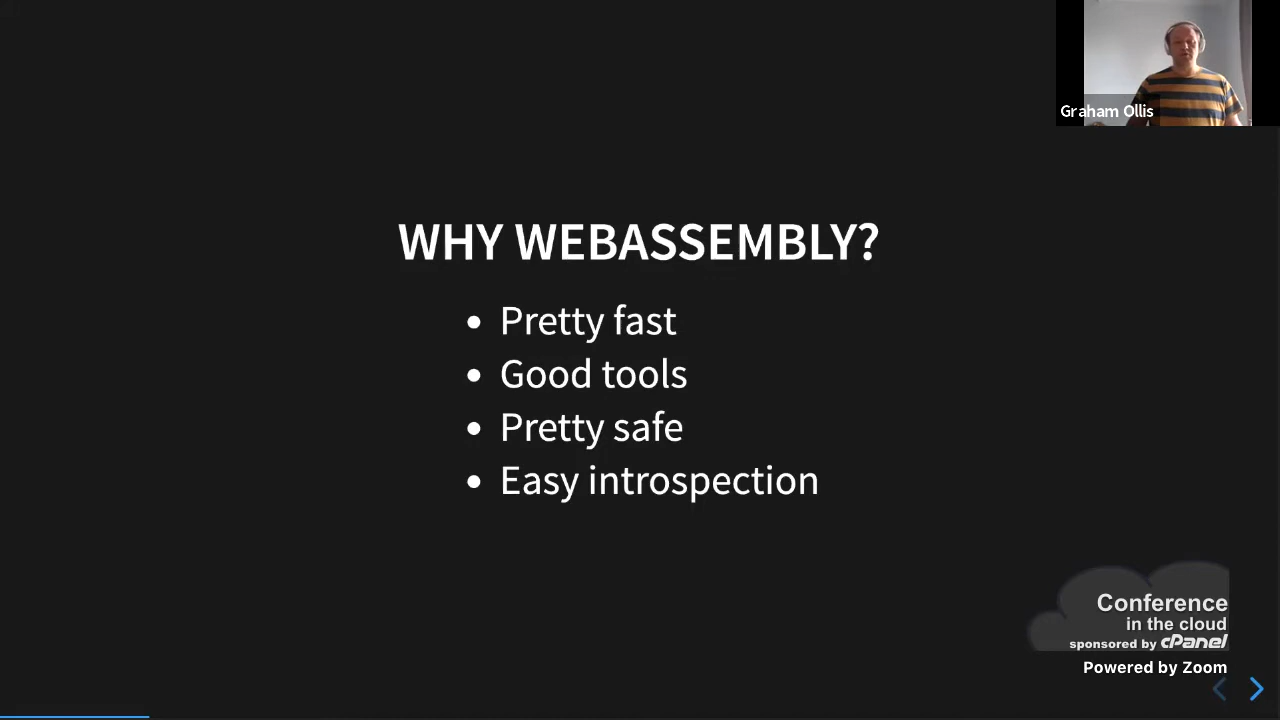 Graham Ollis
WHY WEBASSEMBLY?
Pretty fast
Good tools
Pretty safe
Easy introspection
Conference
in the cloud
sponsored by cPanel
Powered by Zoom